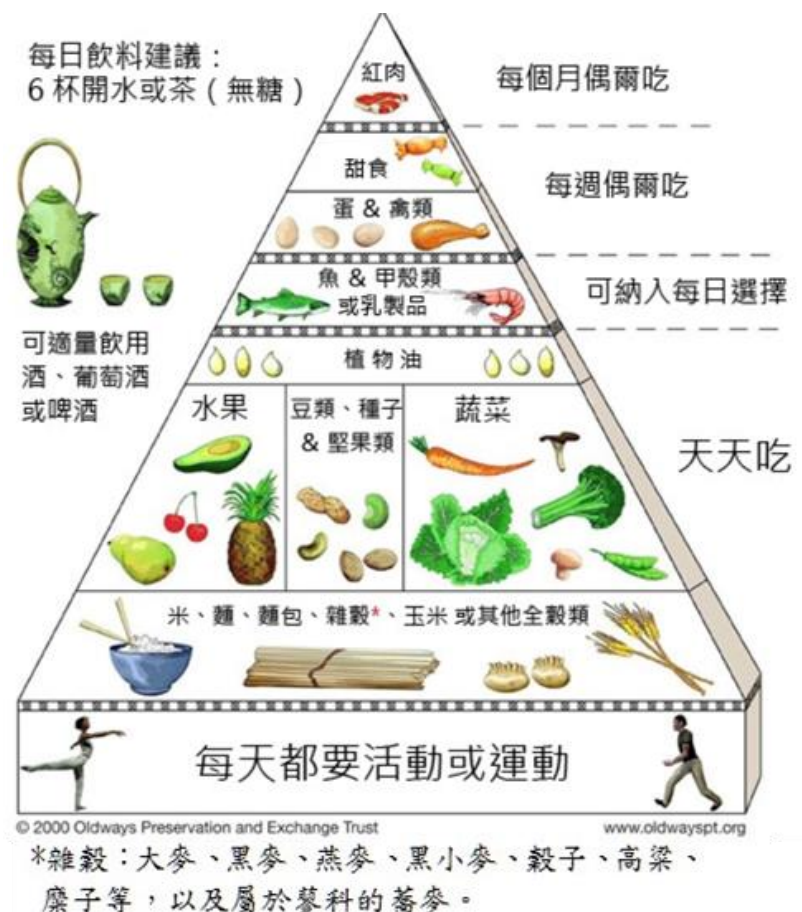 每日飲料建議：
6 杯開水或茶（無糖）
紅肉
每個月偶爾吃
甜食
每週偶爾吃
蛋 & 禽類
魚 & 甲殼類
或乳製品
可納入每日選擇
可適量飲用
酒、葡萄酒
或啤酒
植物油
水果
豆類、種子
& 堅果類
蔬菜
天天吃
米、麵、麵包、雜穀*、玉米 或其他全穀類
每天都要活動或運動
© 2000 Oldways Preservation and Exchange Trust
www.oldwayspt.org
*雜穀：大麥、黑麥、燕麥、黑小麥、穀子、高粱、
糜子等，以及屬於蓼科的蕎麥。